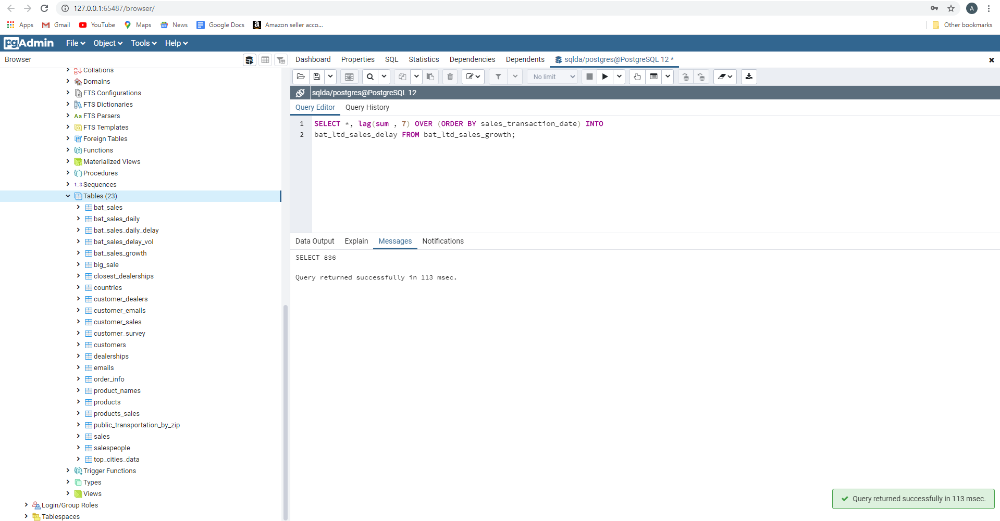 127.0.0.1:65487/browser/
A
Apps
Gmail
YouTube
Maps
News
Google Docs
Amazon seller acco...
Other bookmarks
pgAdmin
File
Object
Tools
Help
Browser
Dashboard
Properties
SQL
Statistics
Dependencies
Dependents
sqlda/postgres@PostgreSQL 12 *
No limit
sqlda/postgres@PostgreSQL 12
Query Editor
Query History
1 SELECT *, lag(sum , 7) OVER (ORDER BY sales_transaction_date) INTO
2 bat_ltd_sales_delay FROM bat_ltd_sales_growth;
Data Output
Explain
Messages
Notifications
SELECT 836
Query returned successfully in 113 msec.
Collations
Domains
FTS Configurations
FTS Dictionaries
Aa FTS Parsers
FTS Templates
Foreign Tables
Functions
Materialized Views
Procedures
1..3 Sequences
Tables (23)
bat_sales
bat_sales_daily
bat_sales_daily_delay
bat_sales_delay_vol
bat_sales_growth
big_sale
closest_dealerships
countries
customer_dealers
customer_emails
customer_sales
customer_survey
customers
dealerships
emails
order_info
product_names
products
products_sales
public_transportation_by_zip
sales
salespeople
top_cities_data
Trigger Functions
Types
Views
Login/Group Roles
Tablespaces
Query returned successfully in 113 msec.